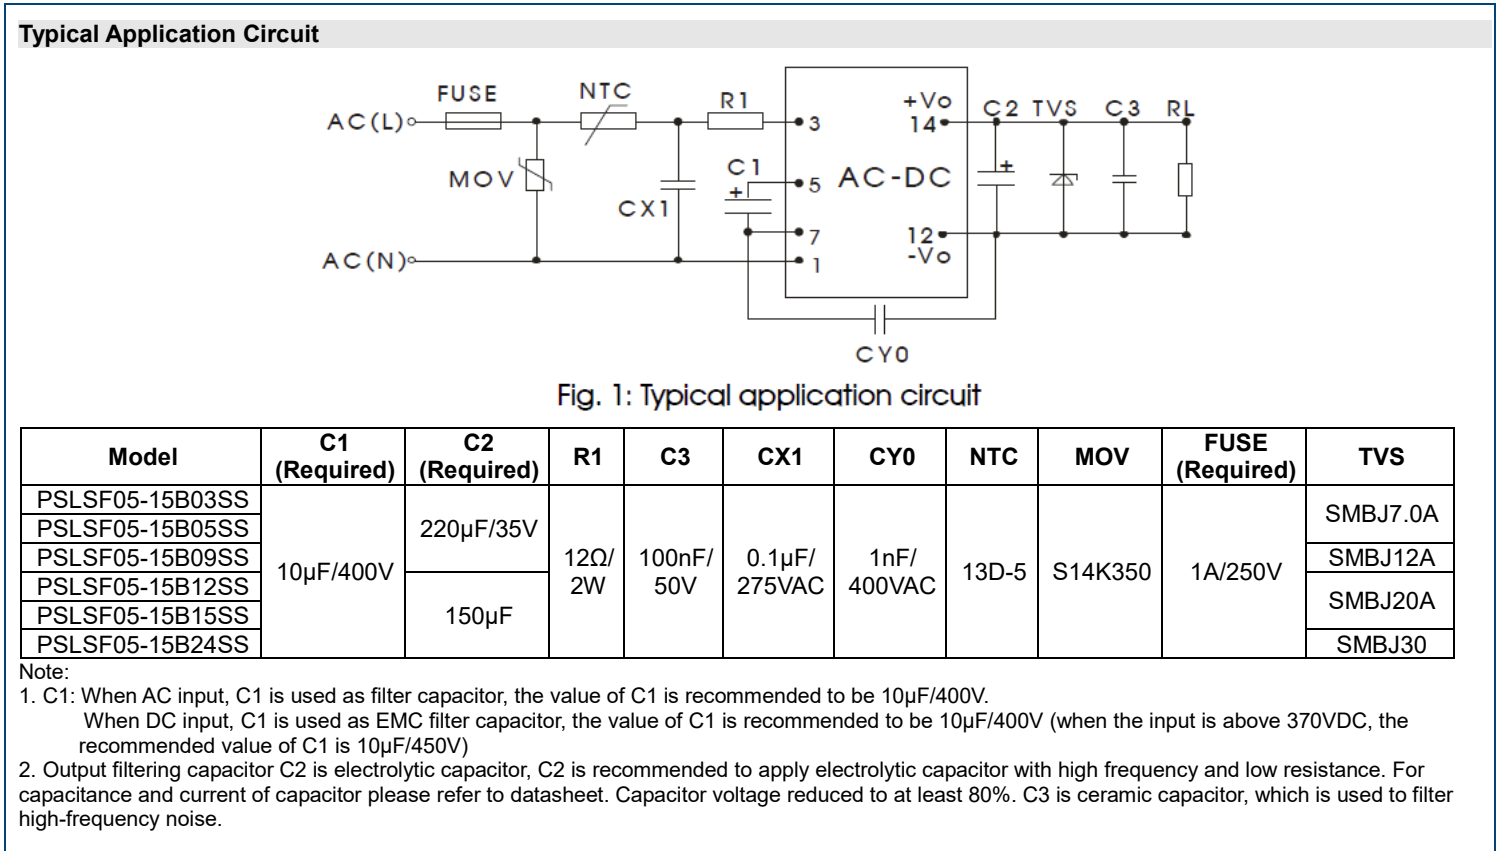 Typical Application Circuit
FUSE
NTC
R1
+Vo
C2
TVS
C3
RL
AC(L)
3
14
MOV
C1
+
5
AC-DC
+
CX1
7
12
AC(N)
1
-Vo
CY0
Fig. 1: Typical application circuit
Model
C1
(Required)
C2
(Required)
R1
C3
CX1
CY0
NTC
MOV
FUSE
(Required)
TVS
PSLSF05-15B03SS
PSLSF05-15B05SS
PSLSF05-15B09SS
PSLSF05-15B12SS
PSLSF05-15B15SS
PSLSF05-15B24SS
10µF/400V
220µF/35V
150µF
12Ω/
2W
100nF/
50V
0.1µF/
275VAC
1nF/
400VAC
13D-5
S14K350
1A/250V
SMBJ7.0A
SMBJ12A
SMBJ20A
SMBJ30
Note:
1. C1: When AC input, C1 is used as filter capacitor, the value of C1 is recommended to be 10µF/400V.
When DC input, C1 is used as EMC filter capacitor, the value of C1 is recommended to be 10µF/400V (when the input is above 370VDC, the
recommended value of C1 is 10µF/450V)
2. Output filtering capacitor C2 is electrolytic capacitor, C2 is recommended to apply electrolytic capacitor with high frequency and low resistance. For
capacitance and current of capacitor please refer to datasheet. Capacitor voltage reduced to at least 80%. C3 is ceramic capacitor, which is used to filter
high-frequency noise.